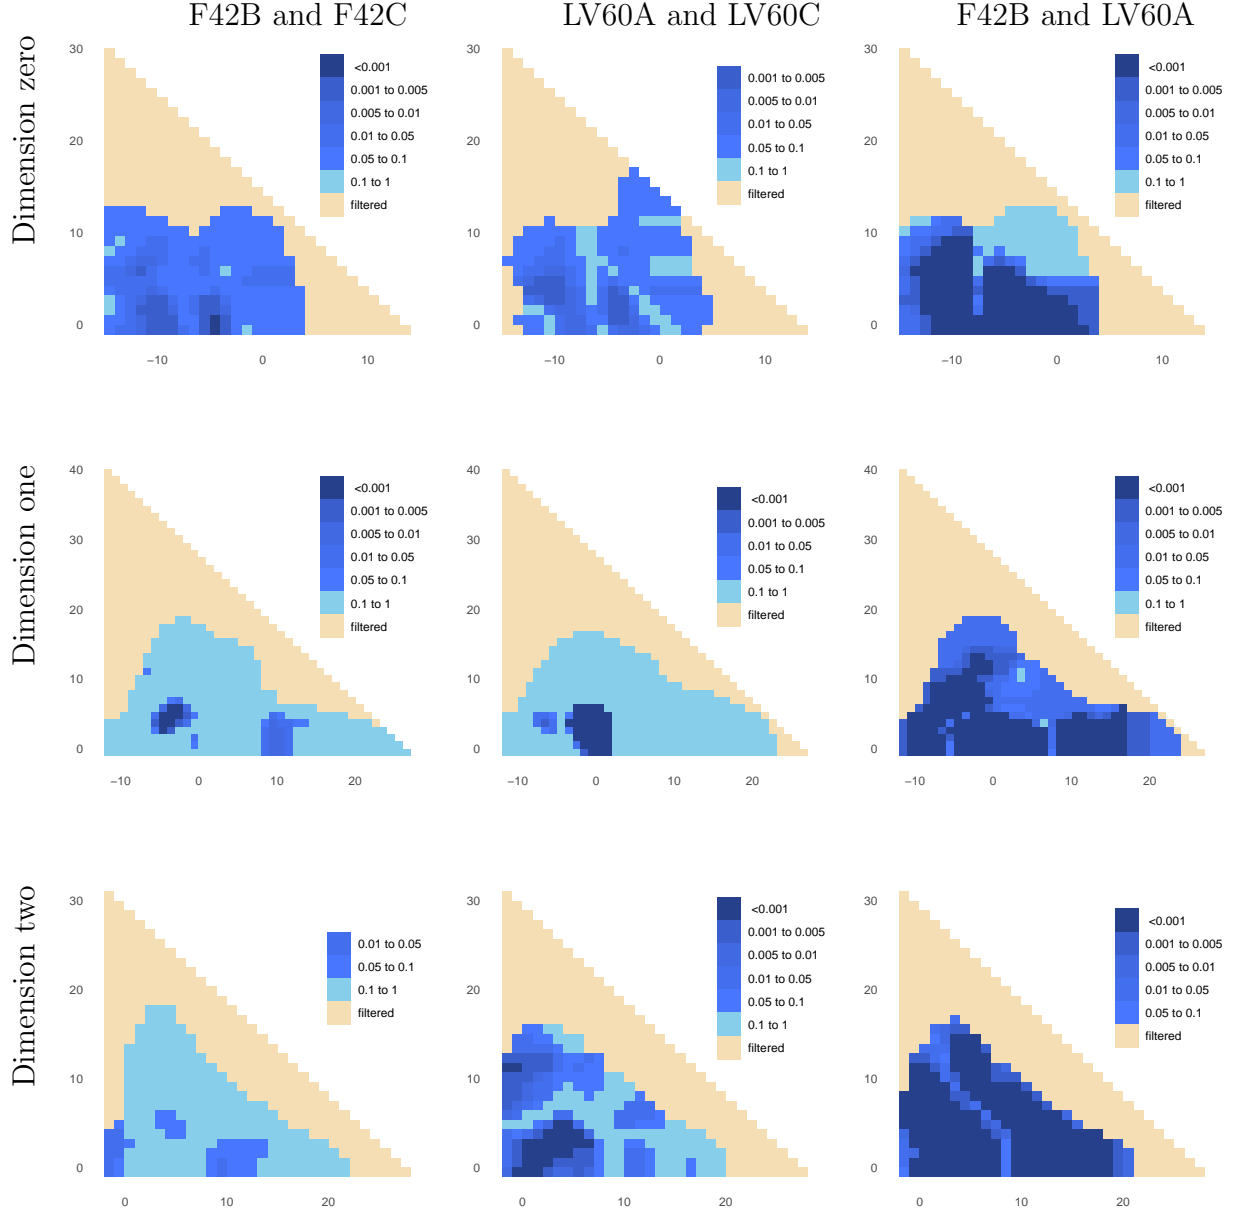 F42B and F42C
LV60A and LV60C
F42B and LV60A
Dimension zero
30
20
10
0
−10
0
10
<0.001
0.001 to 0.005
0.005 to 0.01
0.01 to 0.05
0.05 to 0.1
0.1 to 1
filtered
30
20
10
0
−10
0
10
0.001 to 0.005
0.005 to 0.01
0.01 to 0.05
0.05 to 0.1
0.1 to 1
filtered
30
20
10
0
−10
0
10
<0.001
0.001 to 0.005
0.005 to 0.01
0.01 to 0.05
0.05 to 0.1
0.1 to 1
filtered
Dimension one
40
30
20
10
0
−10
0
10
20
<0.001
0.001 to 0.005
0.005 to 0.01
0.01 to 0.05
0.05 to 0.1
0.1 to 1
filtered
40
30
20
10
0
−10
0
10
20
<0.001
0.001 to 0.005
0.01 to 0.05
0.05 to 0.1
0.1 to 1
filtered
40
30
20
10
0
−10
0
10
20
<0.001
0.001 to 0.005
0.005 to 0.01
0.01 to 0.05
0.05 to 0.1
0.1 to 1
filtered
Dimension two
30
20
10
0
0
10
20
0.01 to 0.05
0.05 to 0.1
0.1 to 1
filtered
30
20
10
0
0
10
20
<0.001
0.001 to 0.005
0.005 to 0.01
0.01 to 0.05
0.05 to 0.1
0.1 to 1
filtered
30
20
10
0
0
10
20
<0.001
0.001 to 0.005
0.005 to 0.01
0.01 to 0.05
0.05 to 0.1
filtered